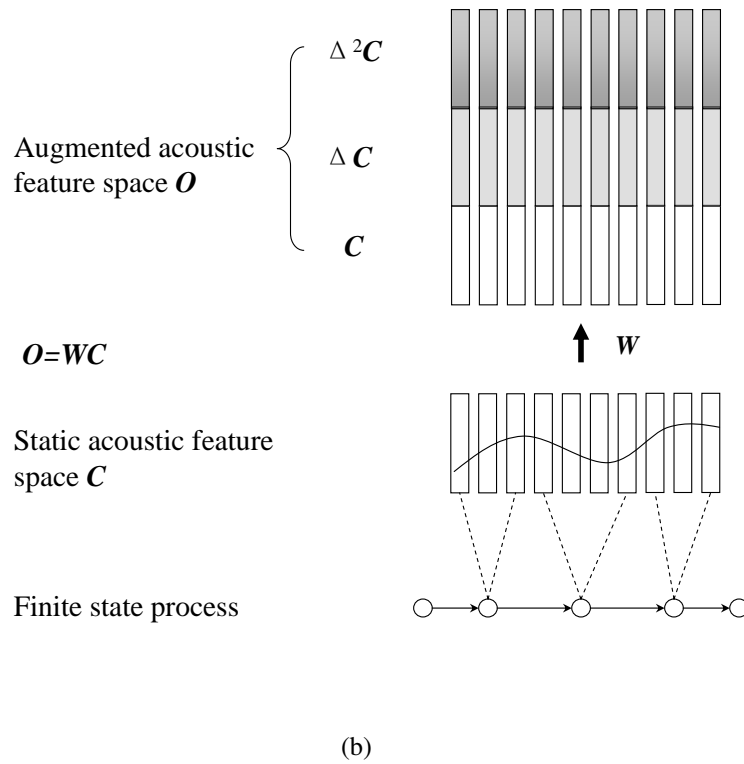 Δ ²C
Augmented acoustic
feature space O
Δ C
C
O=WC
W
Static acoustic feature
space C
Finite state process
(b)